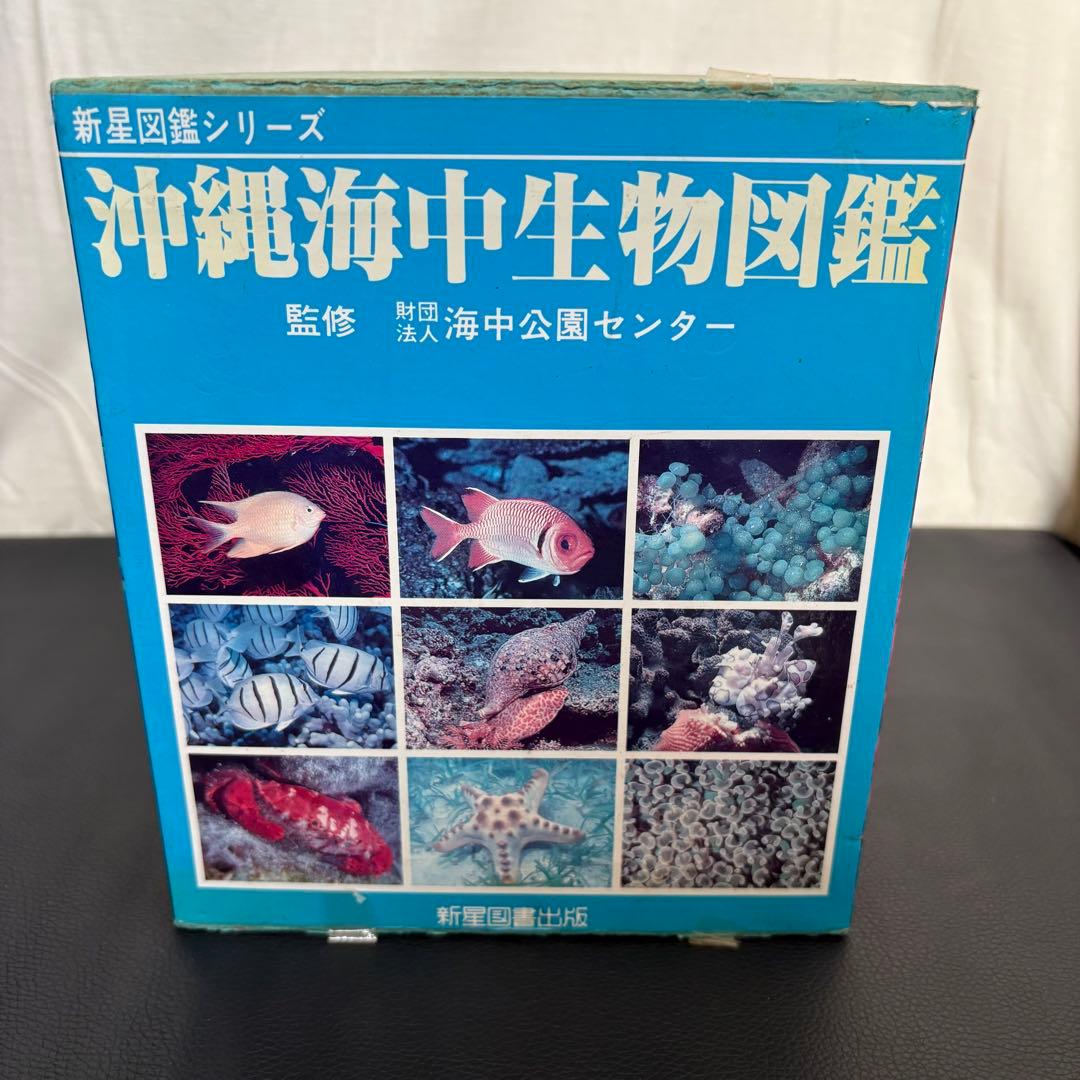 新星図鑑シリーズ
沖縄海中生物図鑑
監修 財団法人 海中公園センター
新星図書出版